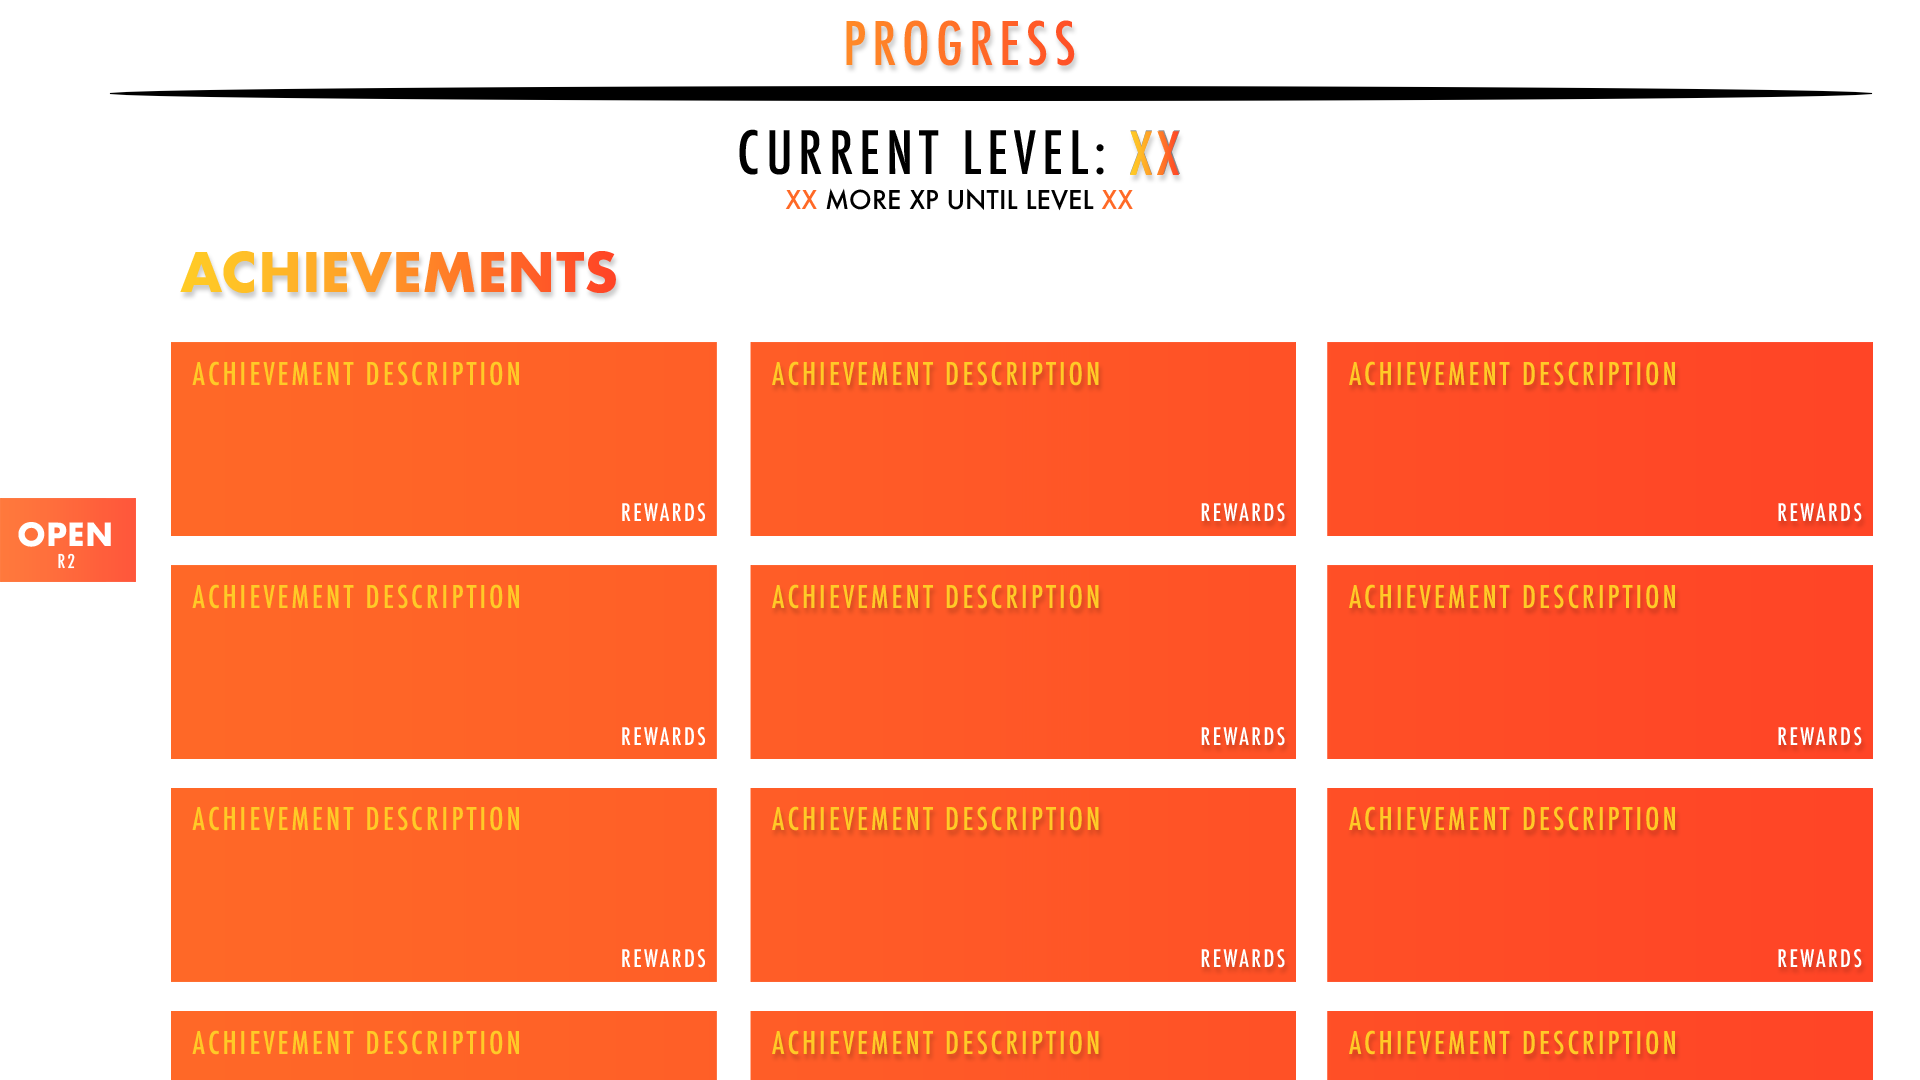 PROGRESS
CURRENT LEVEL: XX
XX MORE XP UNTIL LEVEL XX
ACHIEVEMENTS
ACHIEVEMENT DESCRIPTION
REWARDS
ACHIEVEMENT DESCRIPTION
REWARDS
ACHIEVEMENT DESCRIPTION
REWARDS
OPEN
R2
ACHIEVEMENT DESCRIPTION
REWARDS
ACHIEVEMENT DESCRIPTION
REWARDS
ACHIEVEMENT DESCRIPTION
REWARDS
ACHIEVEMENT DESCRIPTION
REWARDS
ACHIEVEMENT DESCRIPTION
REWARDS
ACHIEVEMENT DESCRIPTION
REWARDS
ACHIEVEMENT DESCRIPTION
ACHIEVEMENT DESCRIPTION
ACHIEVEMENT DESCRIPTION